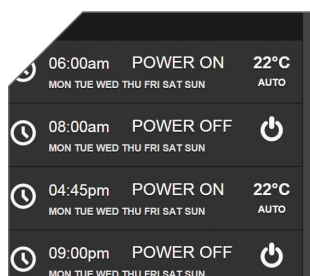 06:00am POWER ON 22°C
MON TUE WED THU FRI SAT SUN AUTO
08:00am POWER OFF
MON TUE WED THU FRI SAT SUN
04:45pm POWER ON 22°C
MON TUE WED THU FRI SAT SUN AUTO
09:00pm POWER OFF
MON TUE WED THU FRI SAT SUN